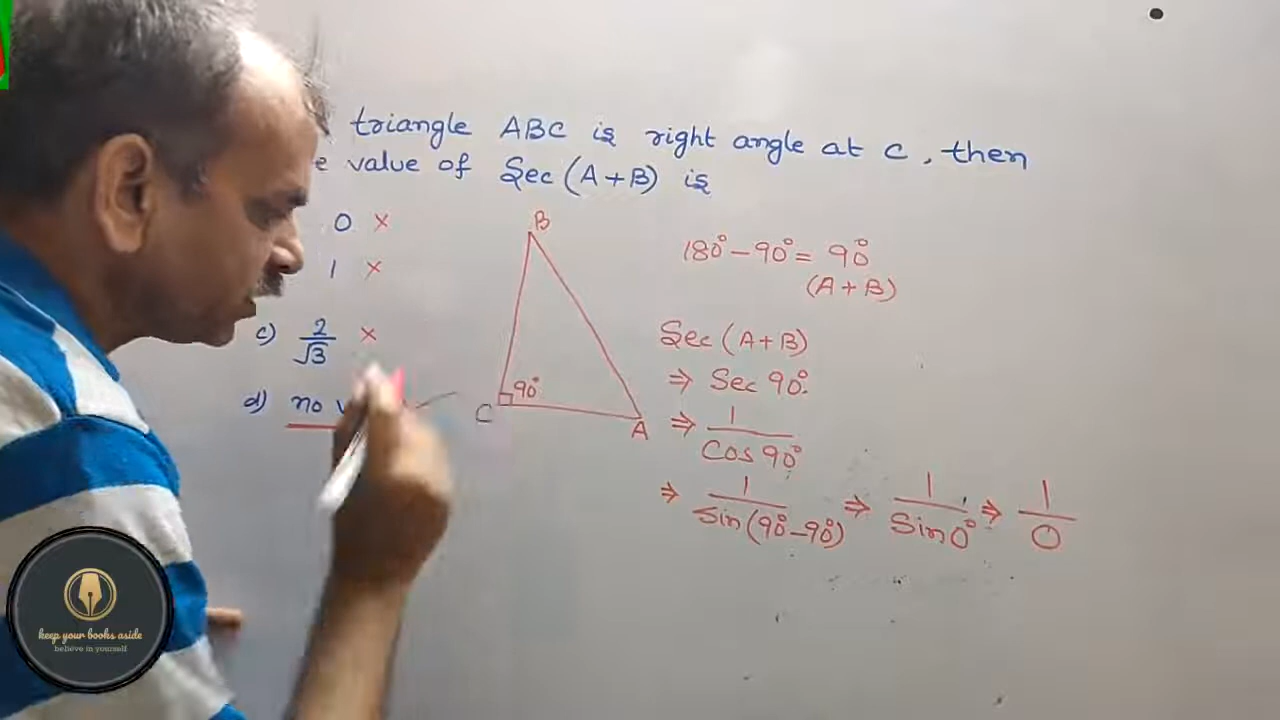 triangle ABC is right angle at C, then
value of Sec (A+B) is
0 ×
1 ×
c) 2/√3 ×
d) no
B
90°
C
A
180° - 90° = 90°
(A+B)
Sec (A+B)
⇒ Sec 90°.
⇒ 1/Cos 90°
⇒ 1/Sin(90°-90°) ⇒ 1/Sin0° ⇒ 1/0
keep your books aside
believe in yourself